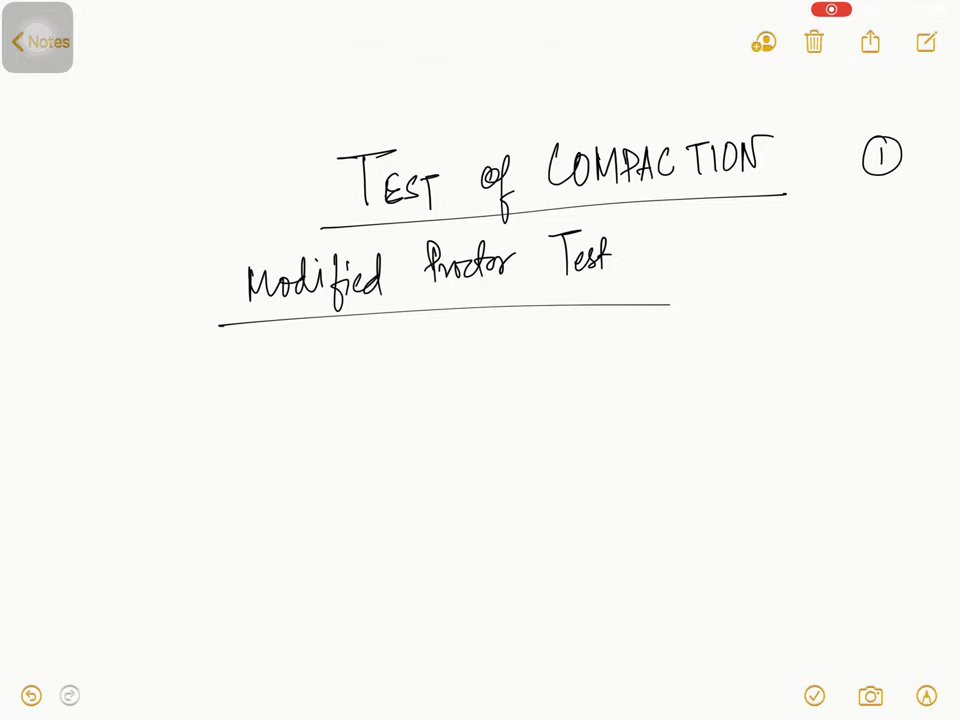 Notes
TEST of COMPACTION ①
Modified Proctor Test